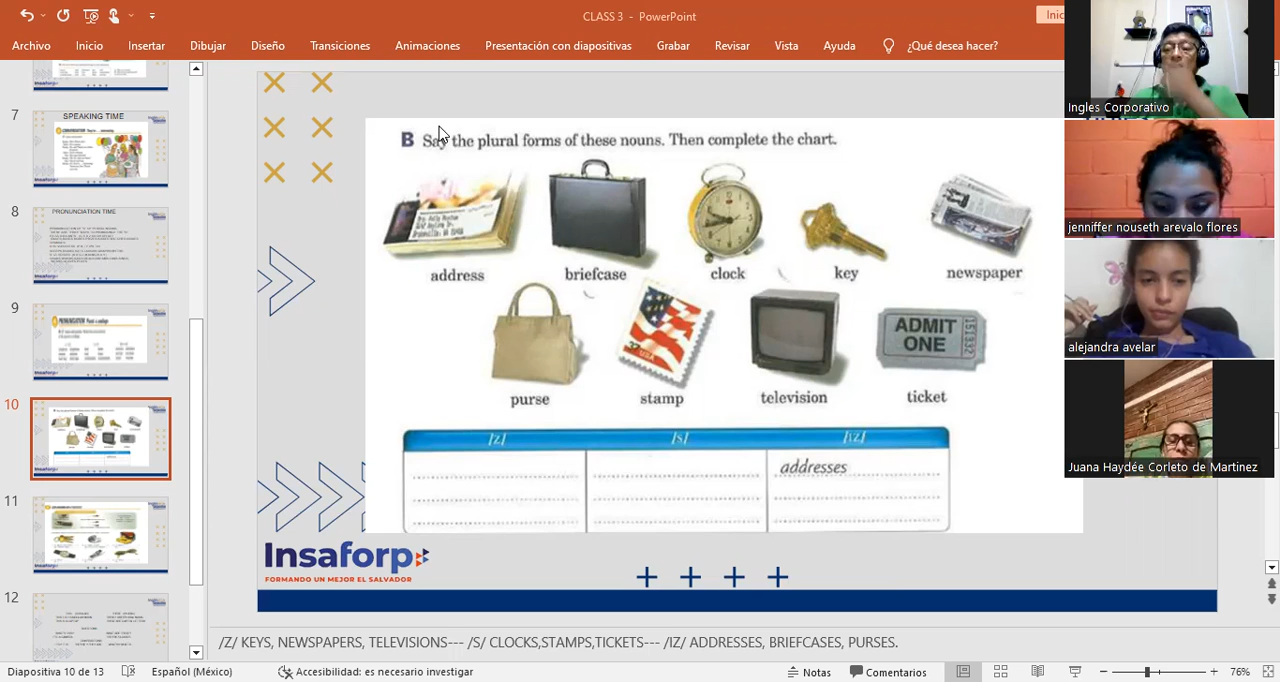 CLASS 3 - PowerPoint
Inic
Archivo Inicio Insertar Dibujar Diseño Transiciones Animaciones Presentación con diapositivas Grabar Revisar Vista Ayuda ¿Qué desea hacer?
Ingles Corporativo
jenniffer nouseth arevalo flores
alejandra avelar
Juana Haydée Corleto de Martinez
7
SPEAKING TIME
8
PRONUNCIATION TIME
9
10
11
12
B Say the plural forms of these nouns. Then complete the chart.
address briefcase clock key newspaper
USA
ADMIT
ONE
151932
purse stamp television ticket
/z/ /s/ /ɪz/
addresses
Insaforp
FORMANDO UN MEJOR EL SALVADOR
/Z/ KEYS, NEWSPAPERS, TELEVISIONS--- /S/ CLOCKS,STAMPS,TICKETS--- /IZ/ ADDRESSES, BRIEFCASES, PURSES.
Diapositiva 10 de 13 Español (México) Accesibilidad: es necesario investigar Notas Comentarios 76%